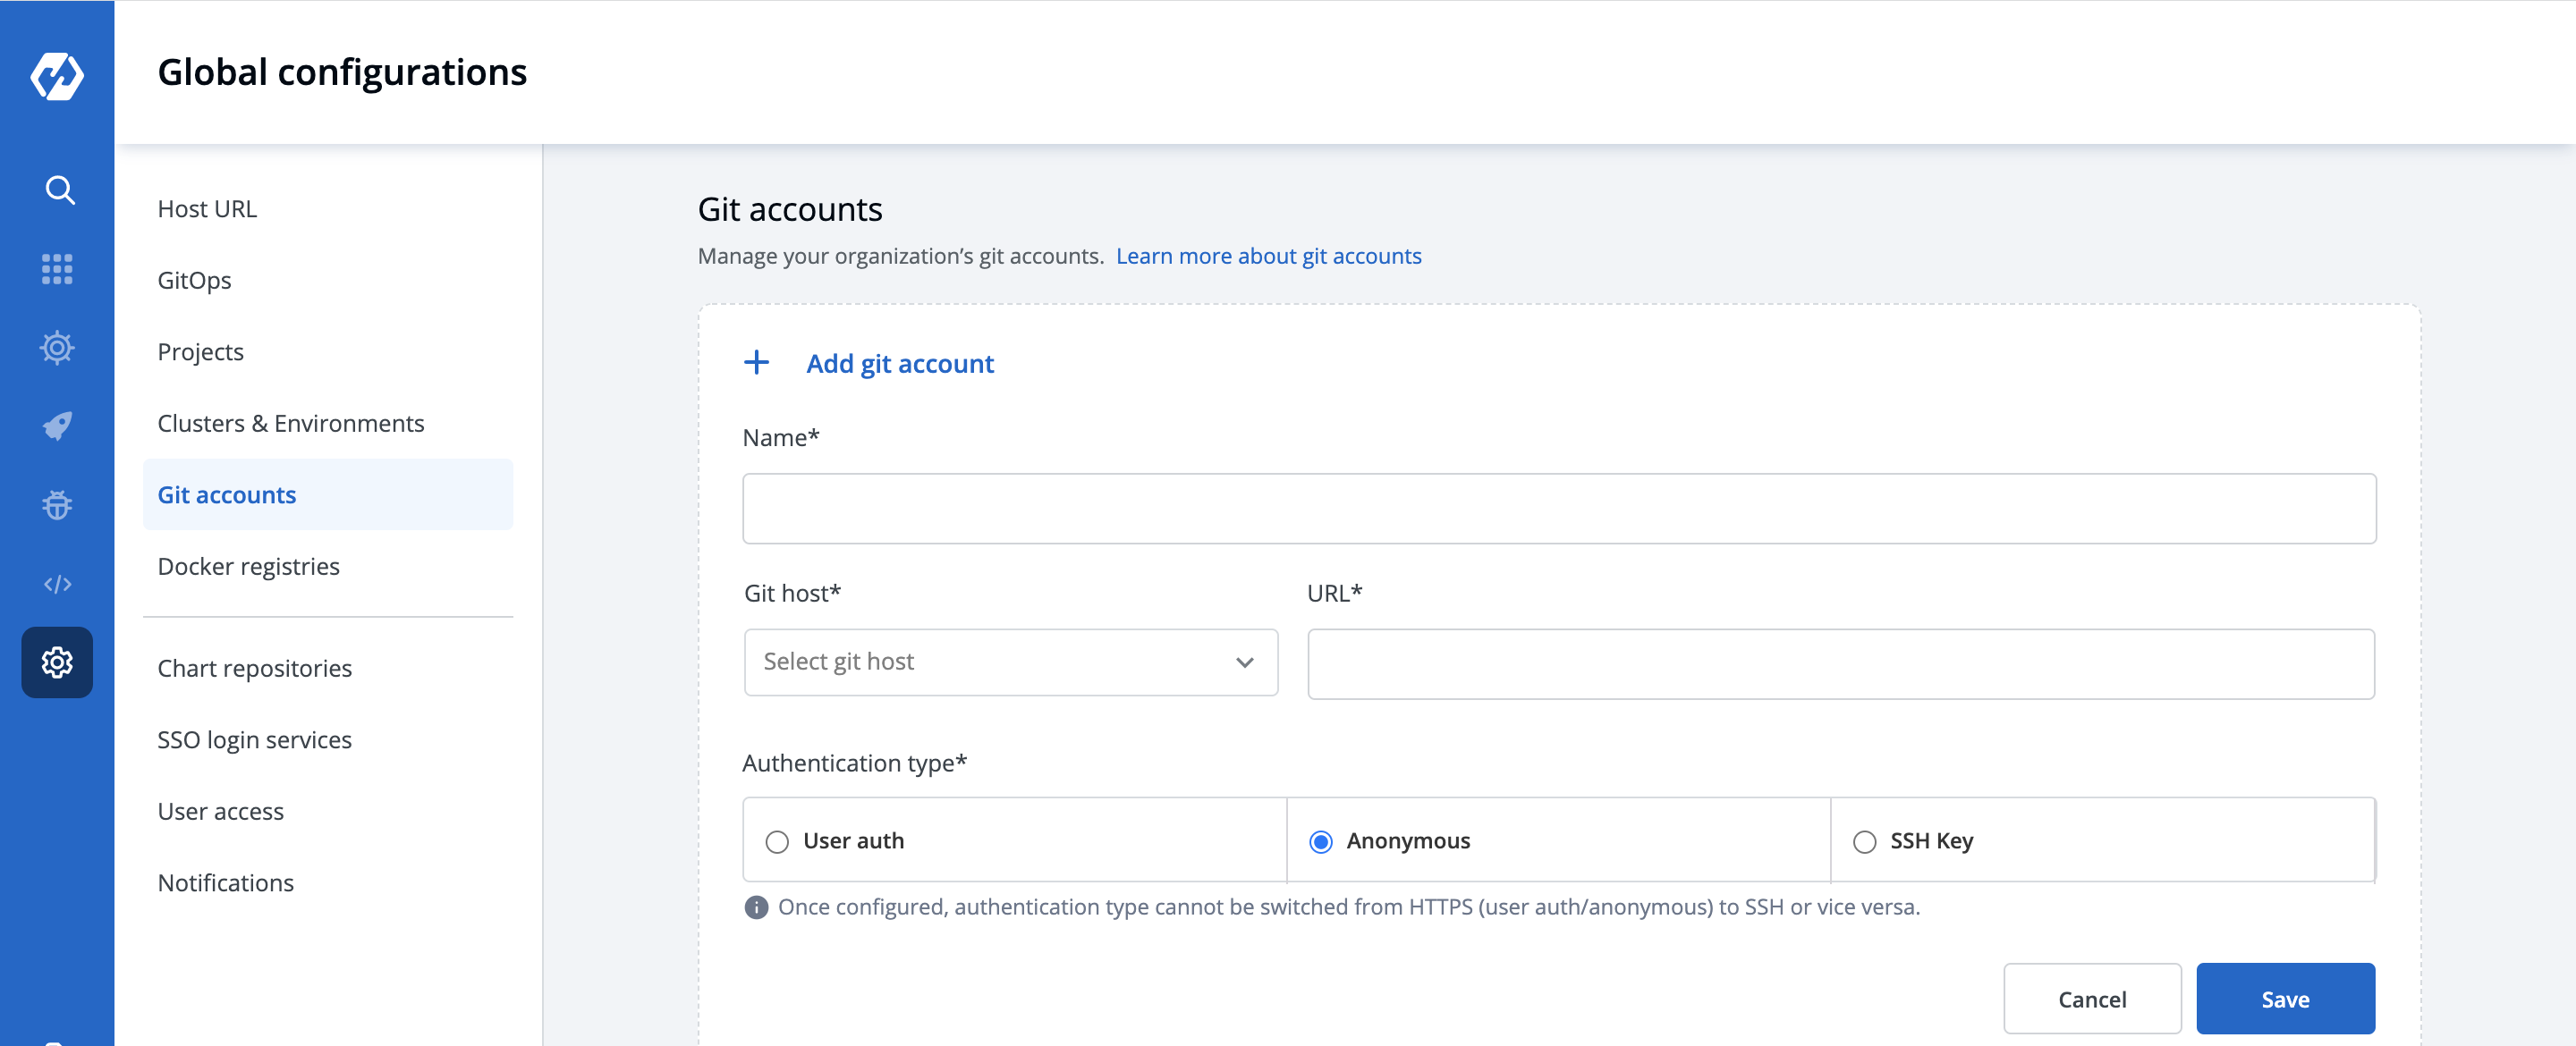 Global configurations
Host URL
GitOps
Projects
Clusters & Environments
Git accounts
Docker registries
Chart repositories
SSO login services
User access
Notifications
Git accounts
Manage your organization’s git accounts. Learn more about git accounts
+ Add git account
Name*
Git host* URL*
Select git host
Authentication type*
User auth Anonymous SSH Key
Once configured, authentication type cannot be switched from HTTPS (user auth/anonymous) to SSH or vice versa.
Cancel Save